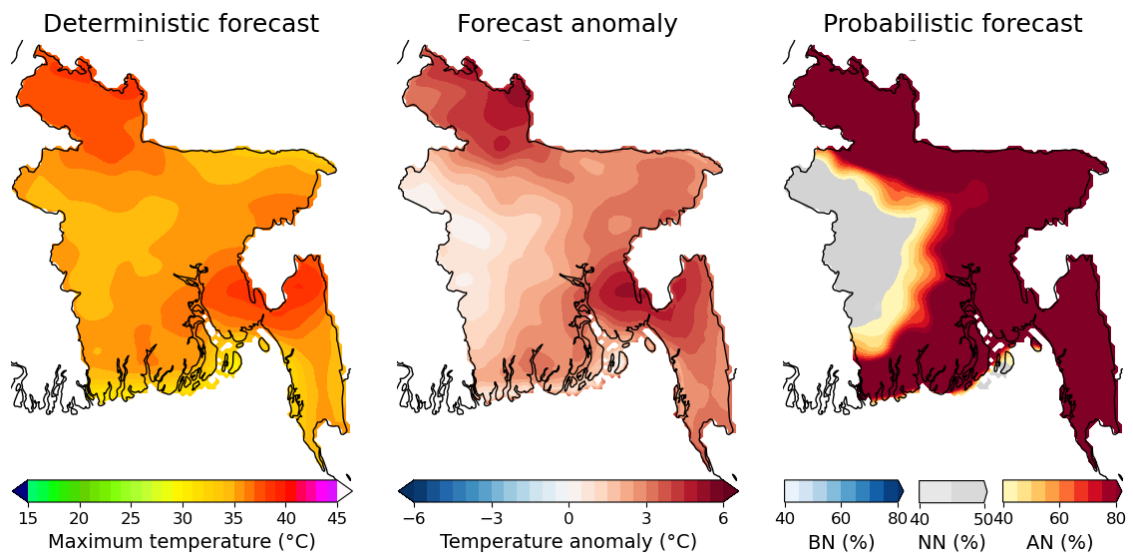 Deterministic forecast
Forecast anomaly
Probabilistic forecast
15 20 25 30 35 40 45
Maximum temperature (°C)
−6 −3 0 3 6
Temperature anomaly (°C)
40 60 80
BN (%)
40 50
NN (%)
40 60 80
AN (%)